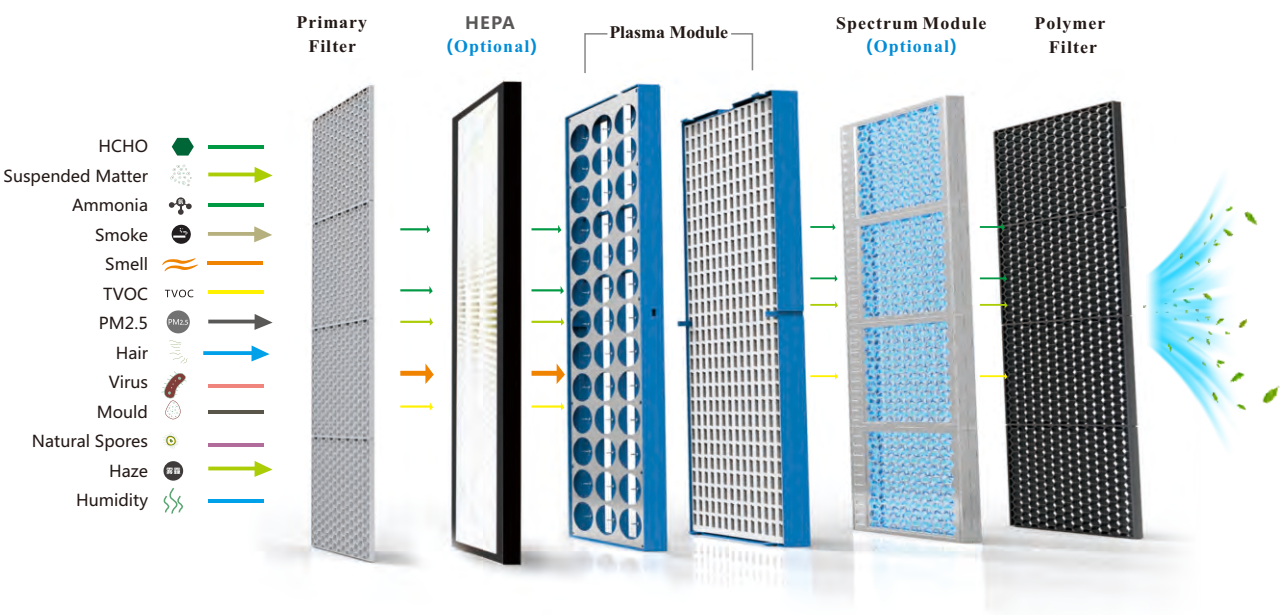 Primary
Filter
HEPA
(Optional)
Plasma Module
Spectrum Module
(Optional)
Polymer
Filter
HCHO
Suspended Matter
Ammonia
Smoke
Smell
TVOC TVOC
PM2.5 PM2.5
Hair
Virus
Mould
Natural Spores
Haze 雾霾
Humidity